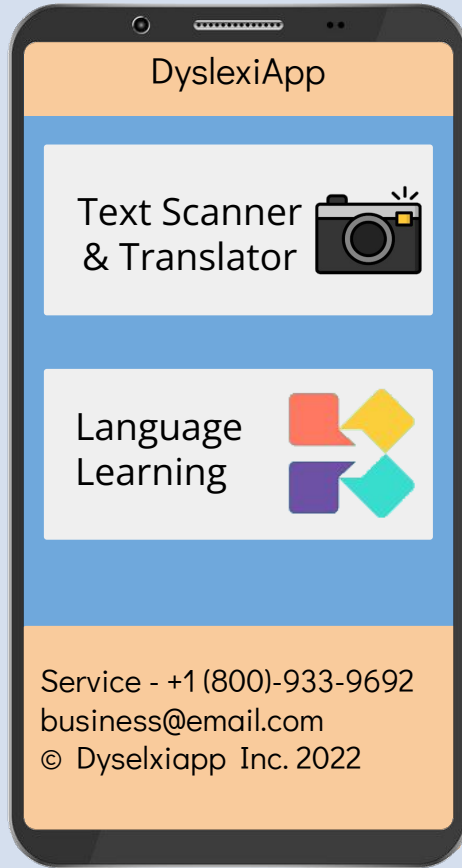 DyslexiApp
Text Scanner
& Translator
Language
Learning
Service - +1 (800)-933-9692
business@email.com
© Dyselxiapp Inc. 2022